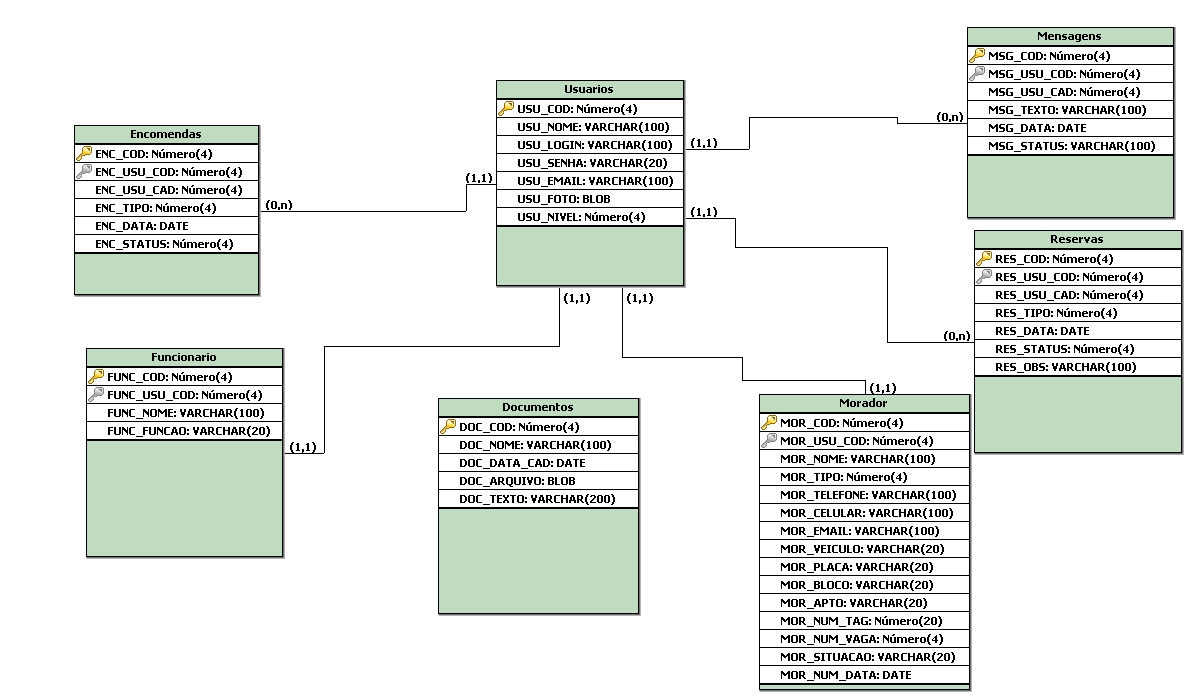 Mensagens
MSG_COD: Número(4)
MSG_USU_COD: Número(4)
MSG_USU_CAD: Número(4)
MSG_TEXTO: VARCHAR(100)
MSG_DATA: DATE
MSG_STATUS: VARCHAR(100)
(0,n)
Usuarios
USU_COD: Número(4)
USU_NOME: VARCHAR(100)
USU_LOGIN: VARCHAR(100)
USU_SENHA: VARCHAR(20)
USU_EMAIL: VARCHAR(100)
USU_FOTO: BLOB
USU_NIVEL: Número(4)
(1,1)
(1,1)
(1,1)
(1,1)
(1,1)
Encomendas
ENC_COD: Número(4)
ENC_USU_COD: Número(4)
ENC_USU_CAD: Número(4)
ENC_TIPO: Número(4)
ENC_DATA: DATE
ENC_STATUS: Número(4)
(0,n)
Reservas
RES_COD: Número(4)
RES_USU_COD: Número(4)
RES_USU_CAD: Número(4)
RES_TIPO: Número(4)
RES_DATA: DATE
RES_STATUS: Número(4)
RES_OBS: VARCHAR(100)
(0,n)
Funcionario
FUNC_COD: Número(4)
FUNC_USU_COD: Número(4)
FUNC_NOME: VARCHAR(100)
FUNC_FUNCAO: VARCHAR(20)
(1,1)
Documentos
DOC_COD: Número(4)
DOC_NOME: VARCHAR(100)
DOC_DATA_CAD: DATE
DOC_ARQUIVO: BLOB
DOC_TEXTO: VARCHAR(200)
(1,1)
Morador
MOR_COD: Número(4)
MOR_USU_COD: Número(4)
MOR_NOME: VARCHAR(100)
MOR_TIPO: Número(4)
MOR_TELEFONE: VARCHAR(100)
MOR_CELULAR: VARCHAR(100)
MOR_EMAIL: VARCHAR(100)
MOR_VEICULO: VARCHAR(20)
MOR_PLACA: VARCHAR(20)
MOR_BLOCO: VARCHAR(20)
MOR_APTO: VARCHAR(20)
MOR_NUM_TAG: Número(20)
MOR_NUM_VAGA: Número(4)
MOR_SITUACAO: VARCHAR(20)
MOR_NUM_DATA: DATE